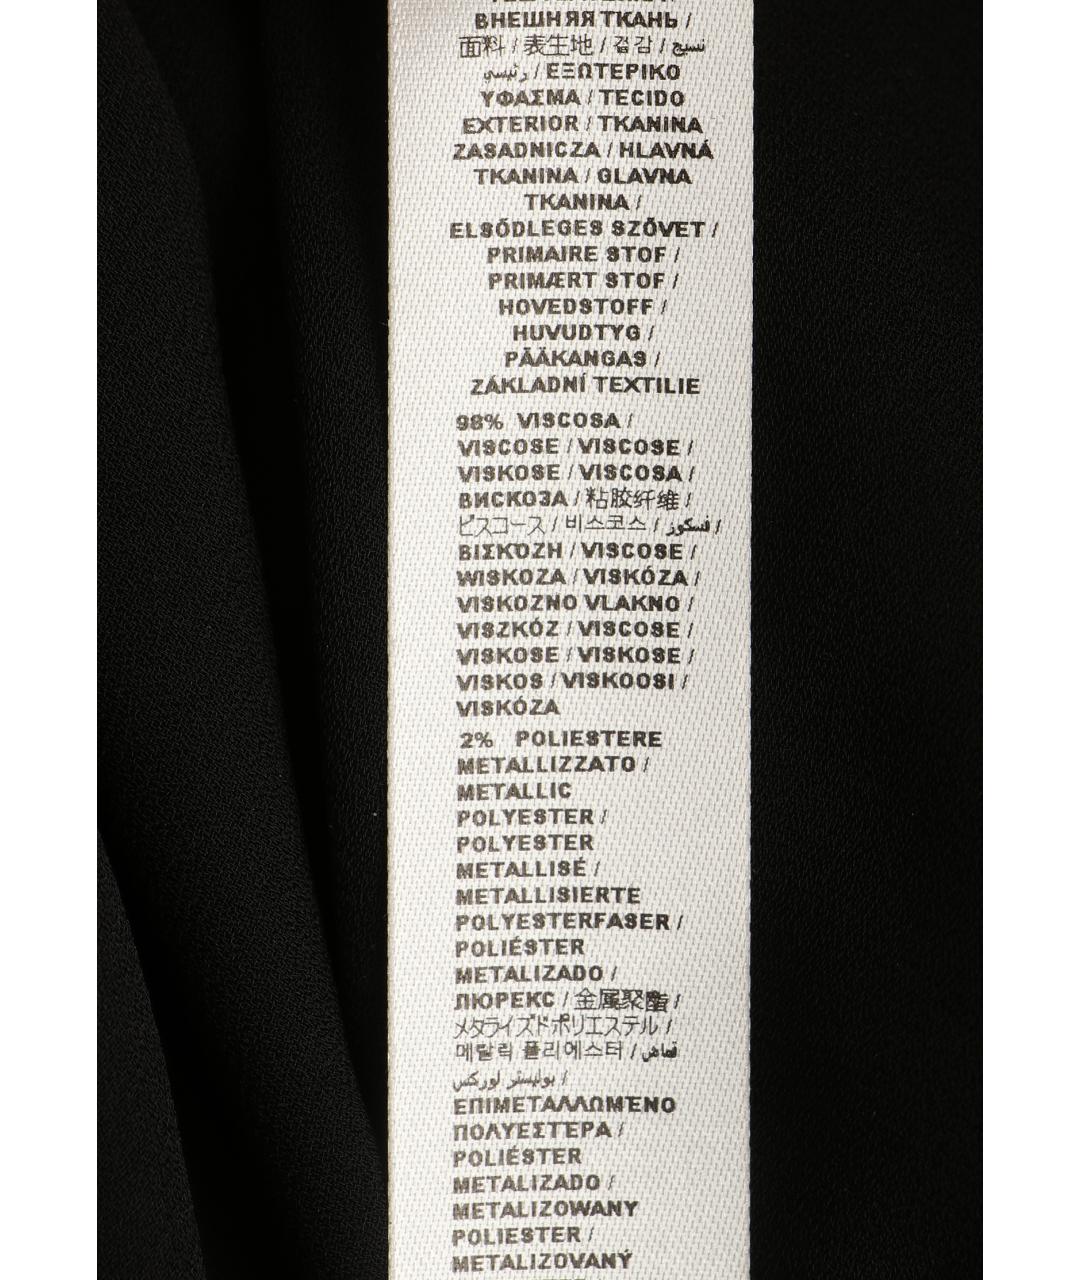 ВНЕШНЯЯ ТКАНЬ /
面料 / 表生地 / 겉감 / نسيج
رئيسي / ΕΞΩΤΕΡΙΚΟ
ΥΦΑΣΜΑ / TECIDO
EXTERIOR / TKANINA
ZASADNICZA / HLAVNÁ
TKANINA / GLAVNA
TKANINA /
ELSŐDLEGES SZÖVET /
PRIMAIRE STOF /
PRIMÆRT STOF /
HOVEDSTOFF /
HUVUDTYG /
PÄÄKANGAS /
ZÁKLADNÍ TEXTILIE
98% VISCOSA /
VISCOSE / VISCOSE /
VISKOSE / VISCOSA /
ВИСКОЗА / 粘胶纤维 /
ビスコース / 비스코스 / فسكوز /
ΒΙΣΚΌΖΗ / VISCOSE /
WISKOZA / VISKÓZA /
VISKOZNO VLAKNO /
VISZKÓZ / VISCOSE /
VISKOSE / VISKOSE /
VISKOS / VISKOOSI /
VISKÓZA
2% POLIESTERE
METALLIZZATO /
METALLIC
POLYESTER /
POLYESTER
METALLISÉ /
METALLISIERTE
POLYESTERFASER /
POLIÉSTER
METALIZADO /
ЛЮРЕКС / 金属聚酯 /
メタライズドポリエステル /
메탈릭 폴리에스터 / قماش
بوليستر لوركس /
ΕΠΙΜΕΤΑΛΛΩΜΈΝΟ
ΠΟΛΥΕΣΤΕΡΑ /
POLIÉSTER
METALIZADO /
METALIZOWANY
POLIESTER /
METALIZOVANÝ